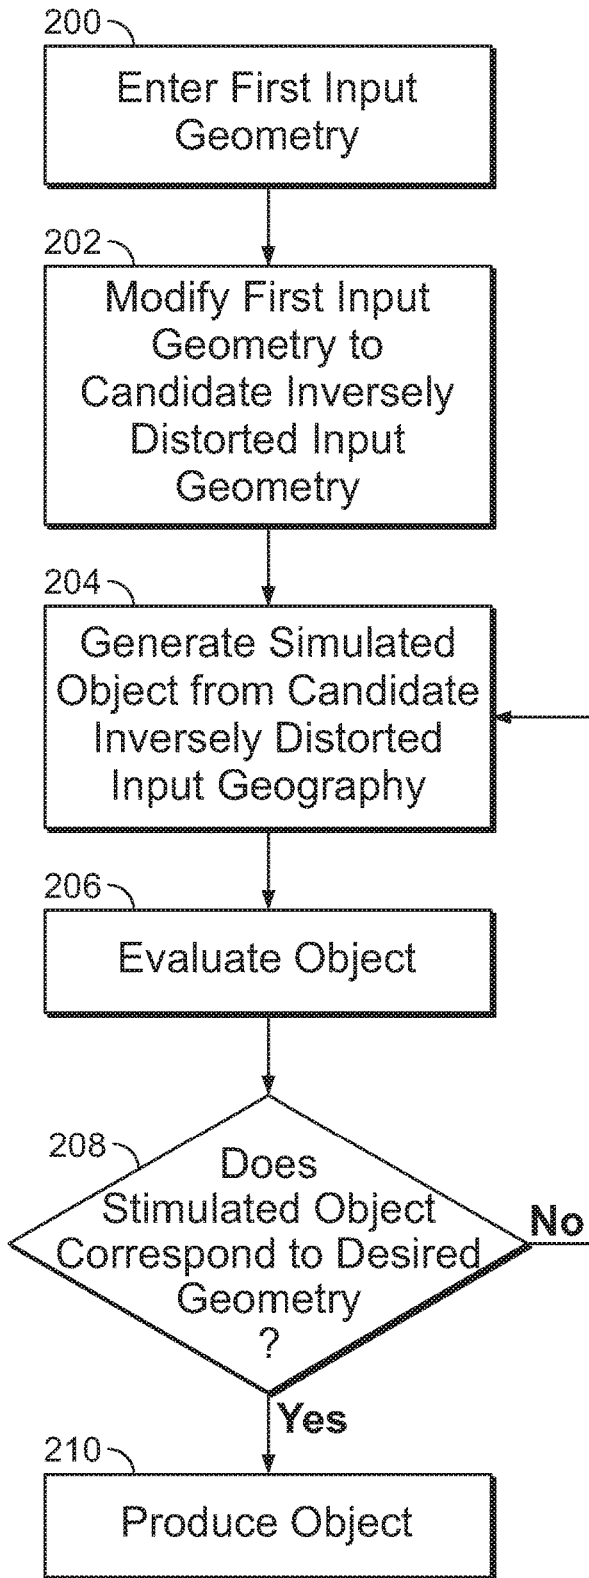 200
Enter First Input
Geometry
202
Modify First Input
Geometry to
Candidate Inversely
Distorted Input
Geometry
204
Generate Simulated
Object from Candidate
Inversely Distorted
Input Geography
206
Evaluate Object
208
Does
Stimulated Object
Correspond to Desired
Geometry
?
No
Yes
210
Produce Object